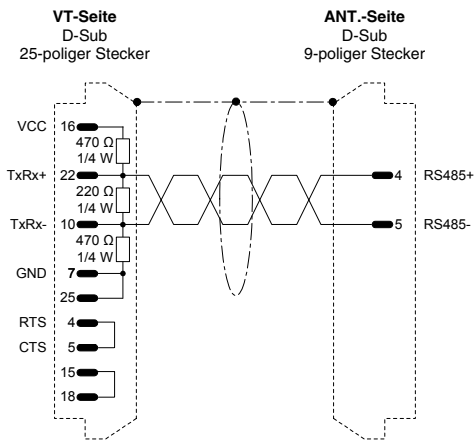 VT-Seite
D-Sub
25-poliger Stecker
ANT.-Seite
D-Sub
9-poliger Stecker
VCC 16
470 Ω
1/4 W
TxRx+ 22
220 Ω
1/4 W
TxRx- 10
470 Ω
1/4 W
GND 7
25
RTS 4
CTS 5
15
18
4 RS485+
5 RS485-